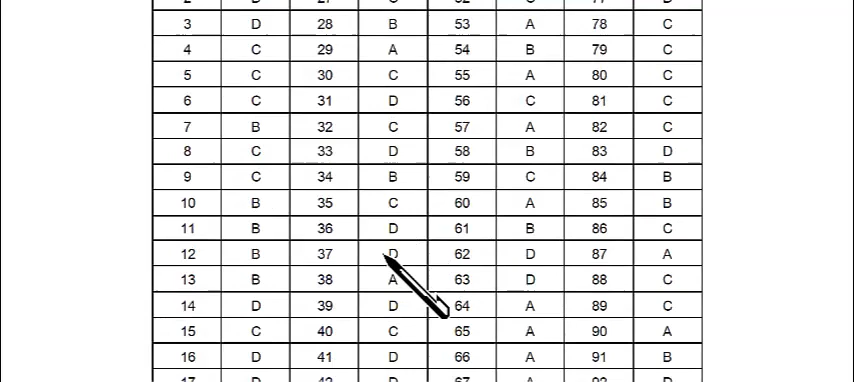 3 D 28 B 53 A 78 C
4 C 29 A 54 B 79 C
5 C 30 C 55 A 80 C
6 C 31 D 56 C 81 C
7 B 32 C 57 A 82 C
8 C 33 D 58 B 83 D
9 C 34 B 59 C 84 B
10 B 35 C 60 A 85 B
11 B 36 D 61 B 86 C
12 B 37 D 62 D 87 A
13 B 38 A 63 D 88 C
14 D 39 D 64 A 89 C
15 C 40 C 65 A 90 A
16 D 41 D 66 A 91 B